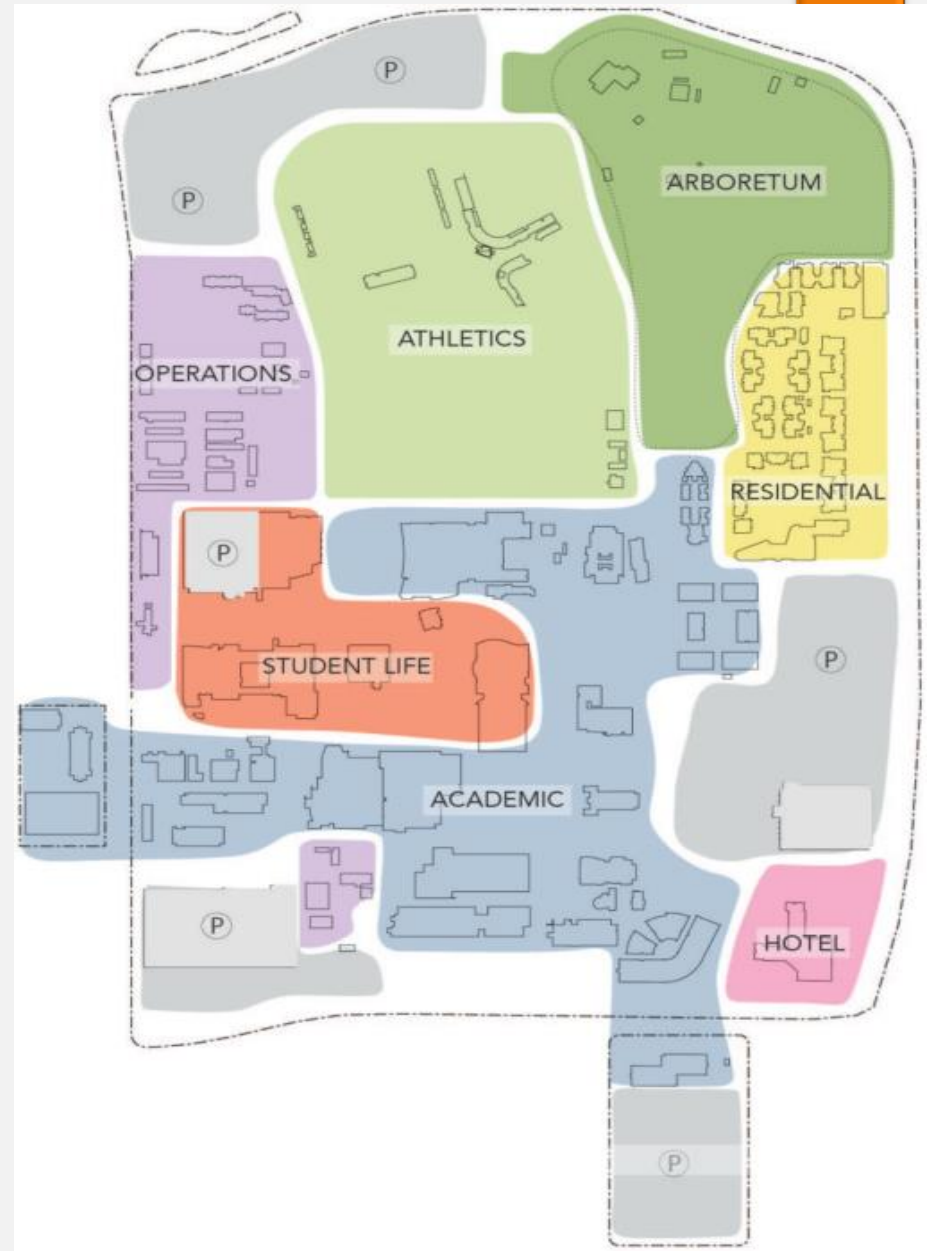 P
ARBORETUM
P
ATHLETICS
OPERATIONS
RESIDENTIAL
P
STUDENT LIFE
P
ACADEMIC
P
HOTEL
P